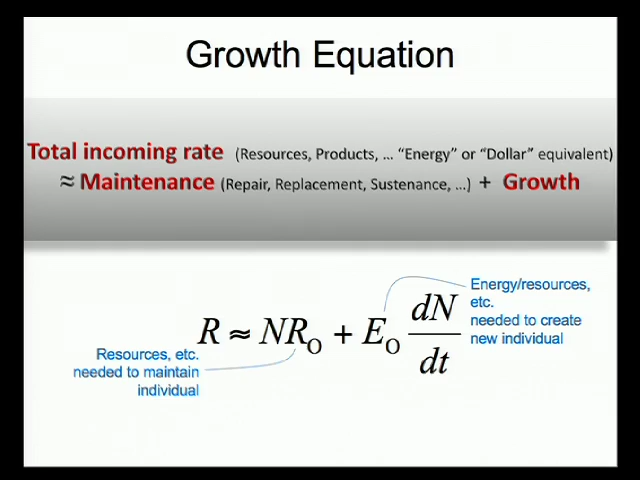 Growth Equation
Total incoming rate (Resources, Products, ... “Energy” or “Dollar” equivalent)
≈ Maintenance (Repair, Replacement, Sustenance, ...) + Growth
Energy/resources,
etc.
needed to create
new individual
R ≈ NR₀ + E₀ dN/dt
Resources, etc.
needed to maintain
individual